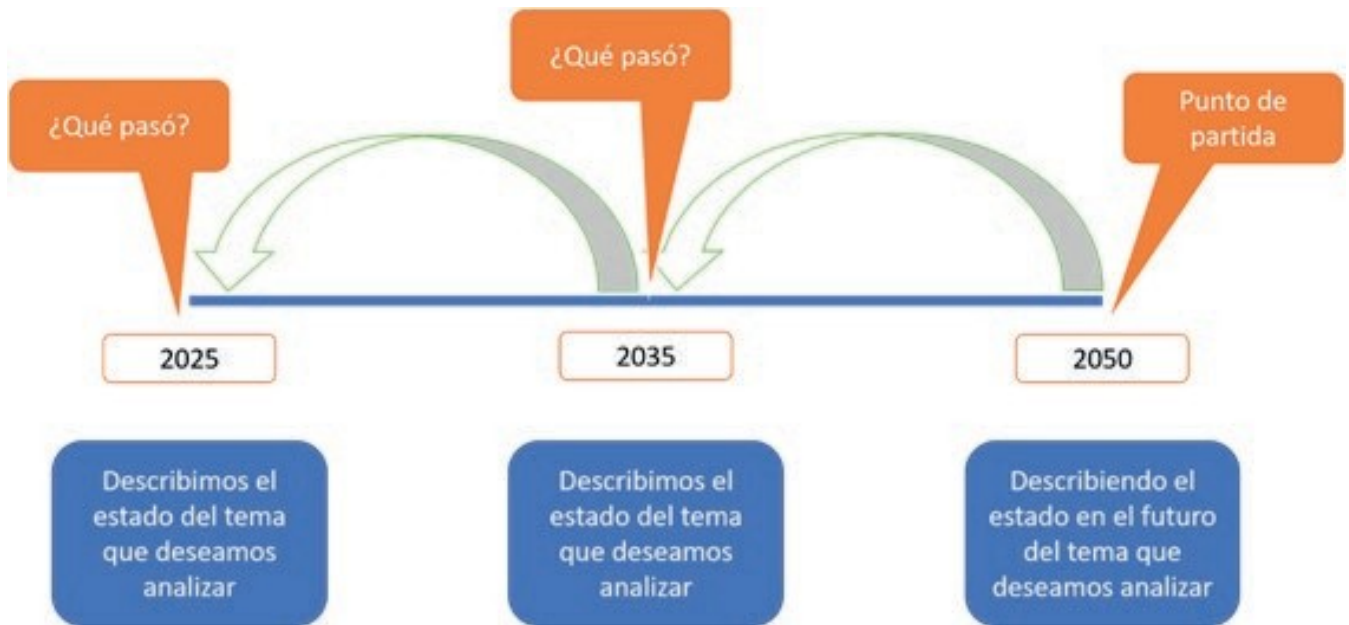 ¿Qué pasó?
¿Qué pasó?
Punto de
partida
2025
2035
2050
Describimos el
estado del tema
que deseamos
analizar
Describimos el
estado del tema
que deseamos
analizar
Describiendo el
estado en el futuro
del tema que
deseamos analizar